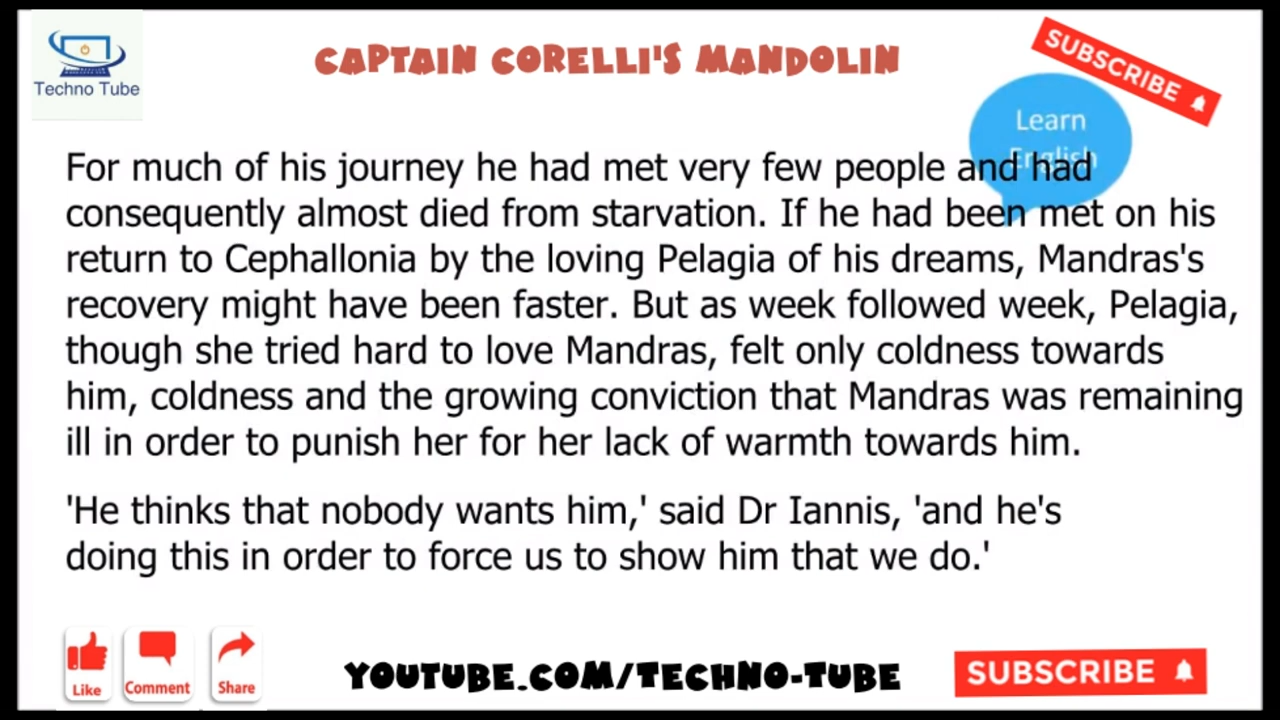 Techno Tube
CAPTAIN CORELLI'S MANDOLIN
SUBSCRIBE
Learn
English
For much of his journey he had met very few people and had
consequently almost died from starvation. If he had been met on his
return to Cephallonia by the loving Pelagia of his dreams, Mandras's
recovery might have been faster. But as week followed week, Pelagia,
though she tried hard to love Mandras, felt only coldness towards
him, coldness and the growing conviction that Mandras was remaining
ill in order to punish her for her lack of warmth towards him.
'He thinks that nobody wants him,' said Dr Iannis, 'and he's
doing this in order to force us to show him that we do.'
Like
Comment
Share
YOUTUBE.COM/TECHNO-TUBE
SUBSCRIBE